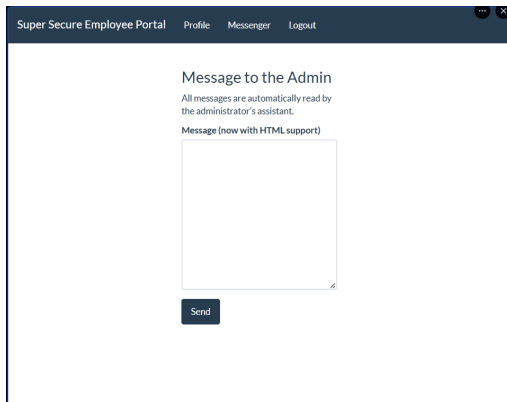 Super Secure Employee Portal Profile Messenger Logout
Message to the Admin
All messages are automatically read by
the administrator's assistant.
Message (now with HTML support)
Send